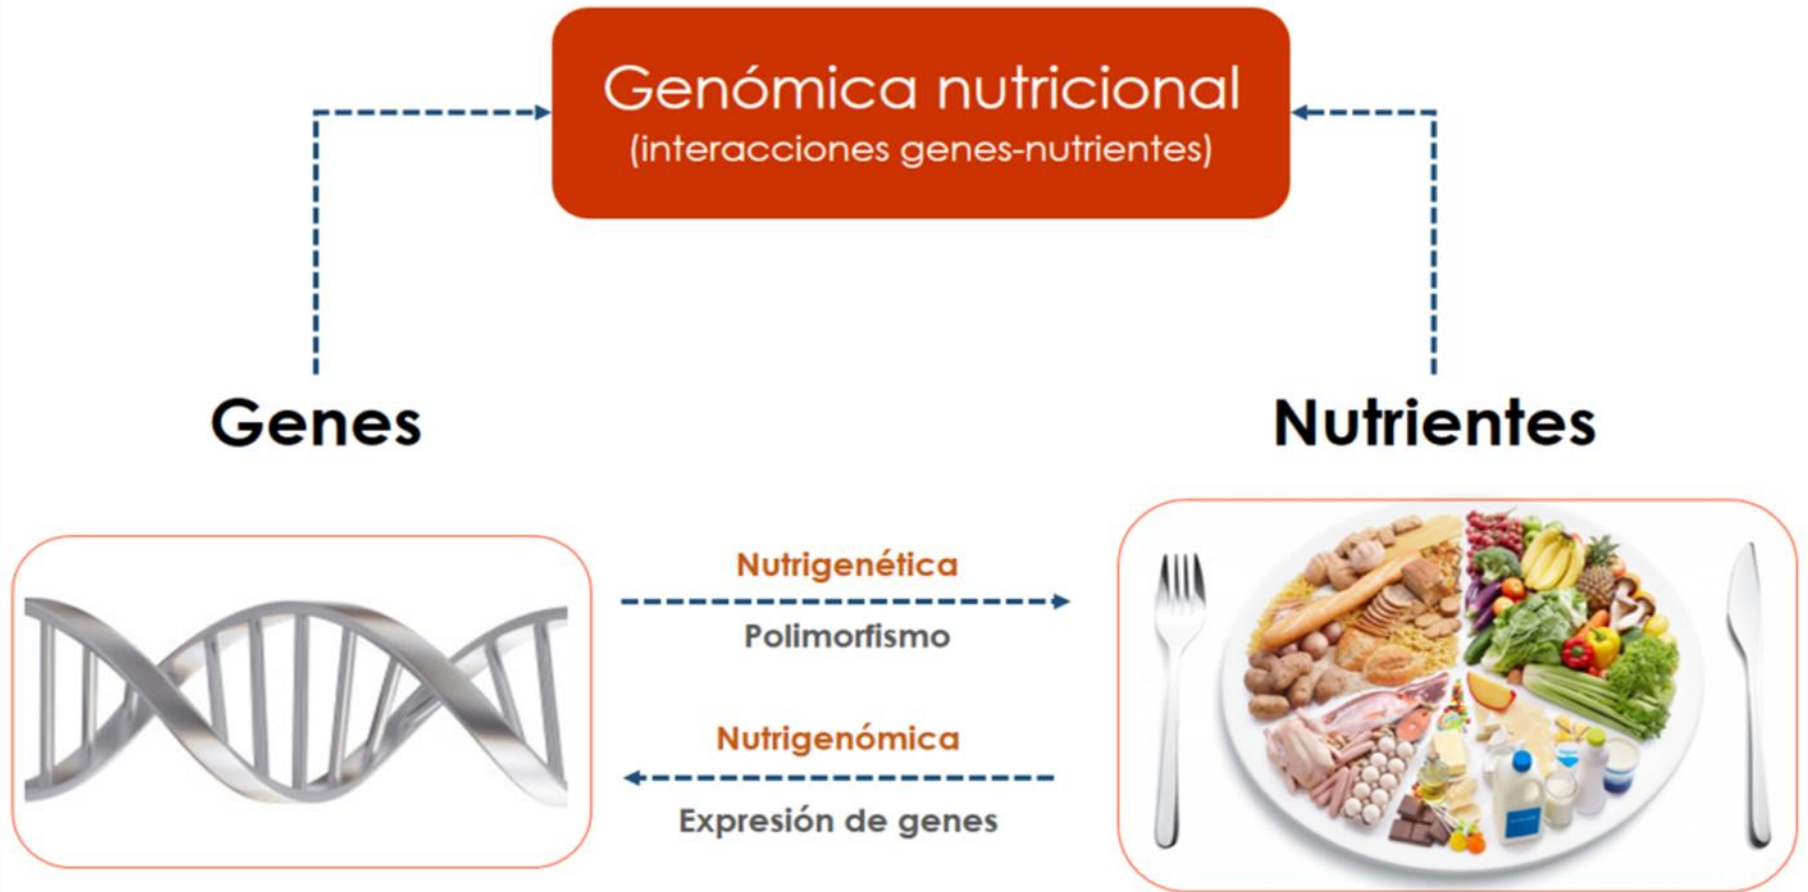 Genómica nutricional
(interacciones genes-nutrientes)
Genes
Nutrientes
Nutrigenética
Polimorfismo
Nutrigenómica
Expresión de genes